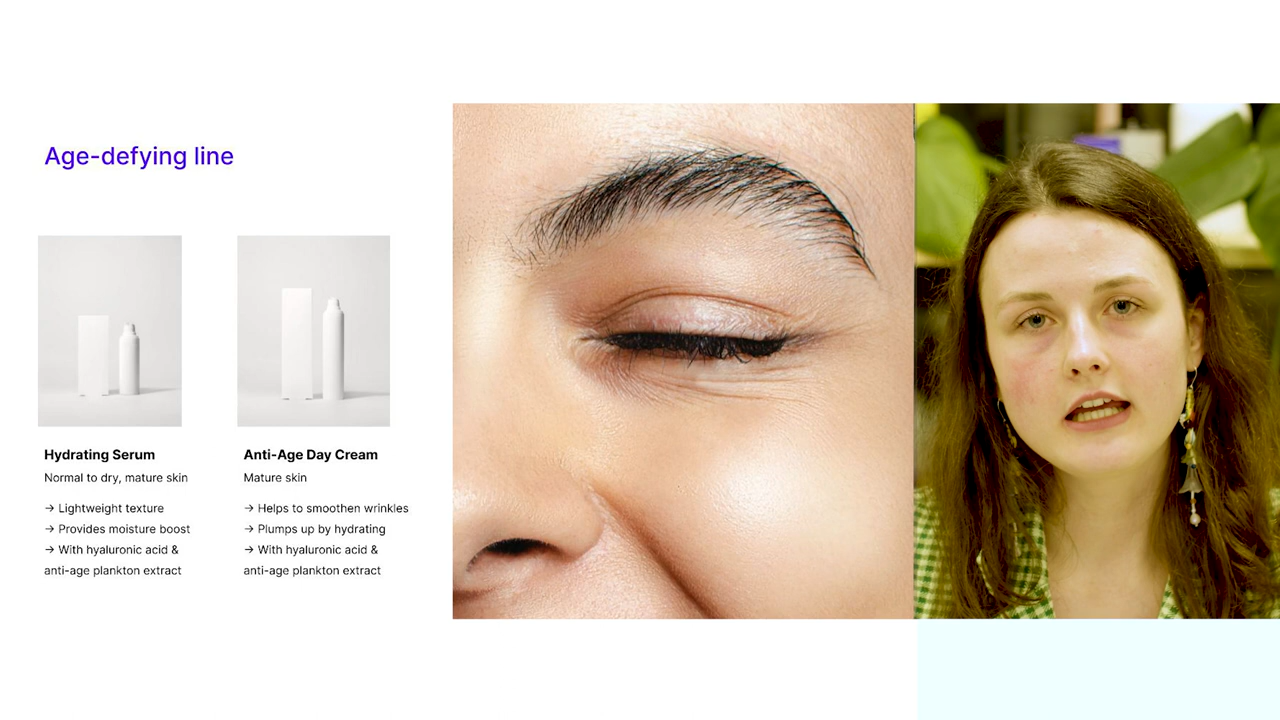 Age-defying line
Hydrating Serum
Normal to dry, mature skin
→ Lightweight texture
→ Provides moisture boost
→ With hyaluronic acid &
anti-age plankton extract
Anti-Age Day Cream
Mature skin
→ Helps to smoothen wrinkles
→ Plumps up by hydrating
→ With hyaluronic acid &
anti-age plankton extract